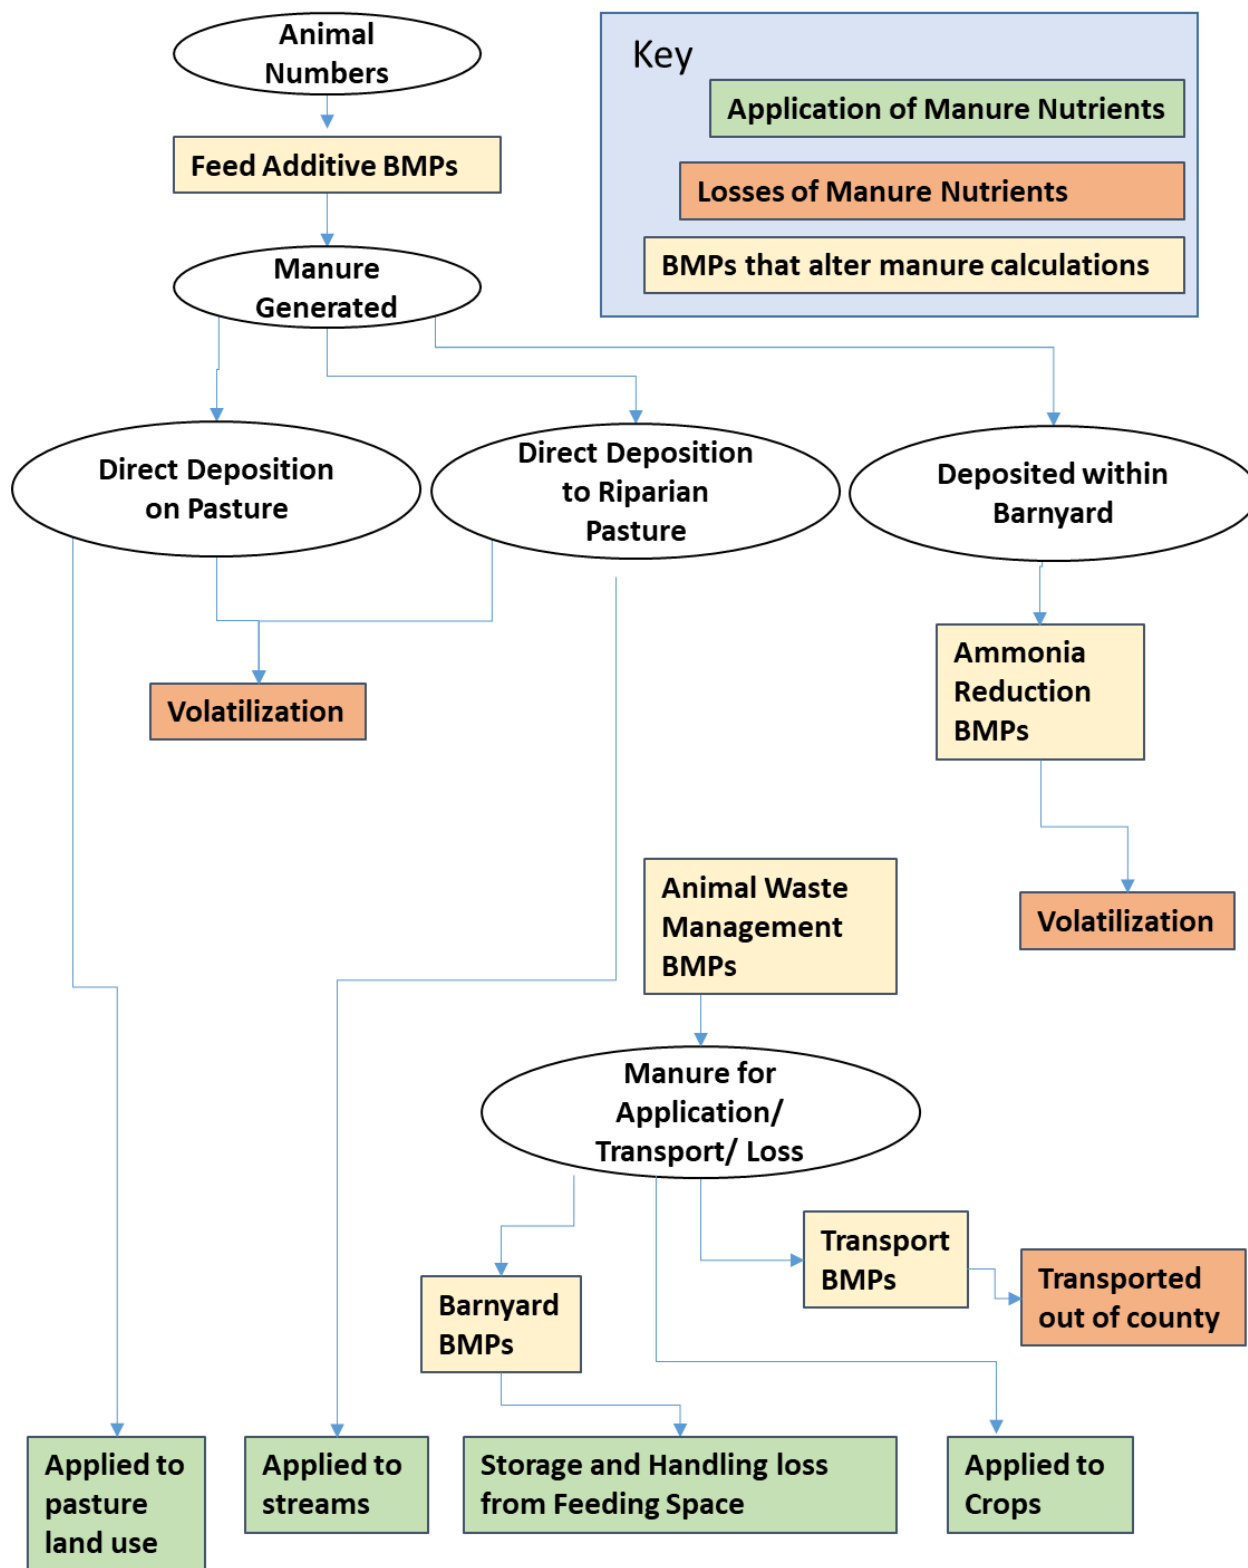 Animal
Numbers
Key
Application of Manure Nutrients
Feed Additive BMPs
Losses of Manure Nutrients
BMPs that alter manure calculations
Manure
Generated
Direct Deposition
on Pasture
Direct Deposition
to Riparian
Pasture
Deposited within
Barnyard
Ammonia
Reduction
BMPs
Volatilization
Animal Waste
Management
BMPs
Volatilization
Manure for
Application/
Transport/ Loss
Transport
BMPs
Transported
out of county
Barnyard
BMPs
Applied to
pasture
land use
Applied to
streams
Storage and Handling loss
from Feeding Space
Applied to
Crops